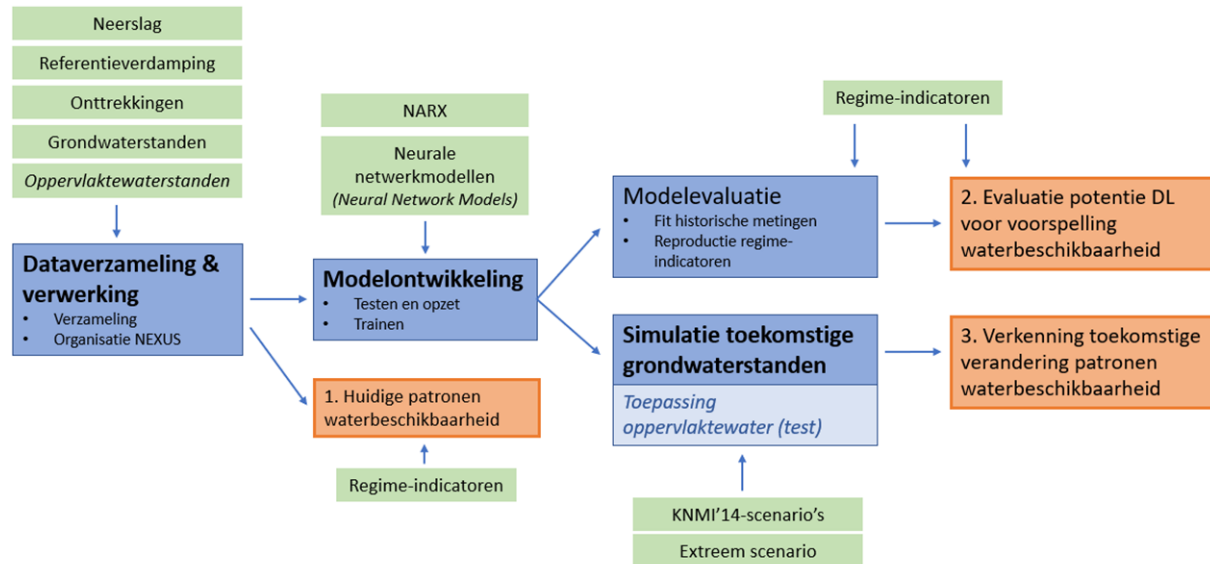 Neerslag
Referentieverdamping
Onttrekkingen
Grondwaterstanden
Oppervlaktewaterstanden
Dataverzameling &
verwerking
• Verzameling
• Organisatie NEXUS
NARX
Neurale
netwerkmodellen
(Neural Network Models)
Modelontwikkeling
• Testen en opzet
• Trainen
1. Huidige patronen
waterbeschikbaarheid
Regime-indicatoren
Regime-indicatoren
Modelevaluatie
• Fit historische metingen
• Reproductie regime-
indicatoren
2. Evaluatie potentie DL
voor voorspelling
waterbeschikbaarheid
Simulatie toekomstige
grondwaterstanden
Toepassing
oppervlaktewater (test)
3. Verkenning toekomstige
verandering patronen
waterbeschikbaarheid
KNMI'14-scenario's
Extreem scenario